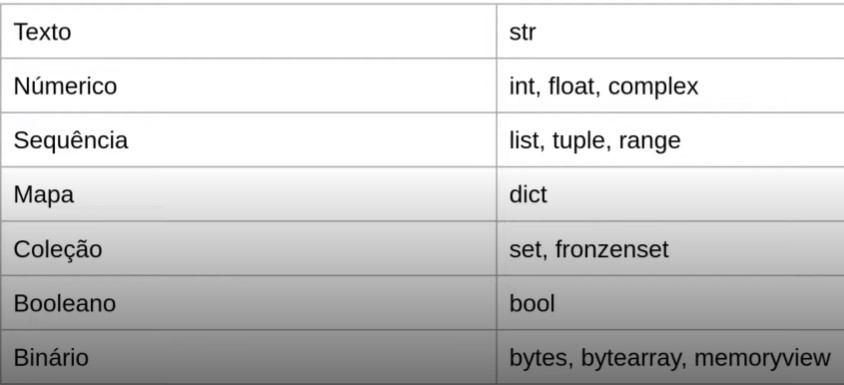 Texto str
Númerico int, float, complex
Sequência list, tuple, range
Mapa dict
Coleção set, fronzenset
Booleano bool
Binário bytes, bytearray, memoryview